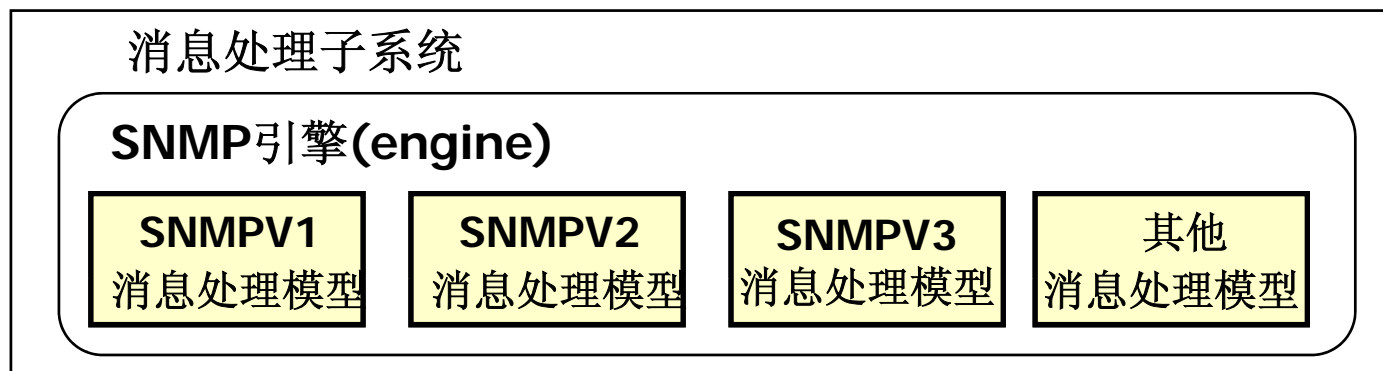 消息处理子系统
SNMP引擎(engine)
SNMPV1
消息处理模型
SNMPV2
消息处理模型
SNMPV3
消息处理模型
其他
消息处理模型